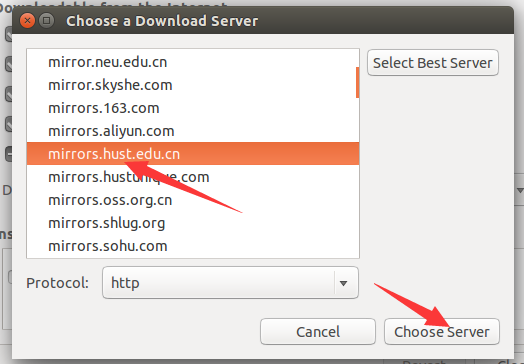 Choose a Download Server
mirror.neu.edu.cn
mirror.skyshe.com
mirrors.163.com
mirrors.aliyun.com
mirrors.hust.edu.cn
mirrors.hustunique.com
mirrors.oss.org.cn
mirrors.shlug.org
mirrors.sohu.com
Select Best Server
Protocol:
http
Cancel
Choose Server